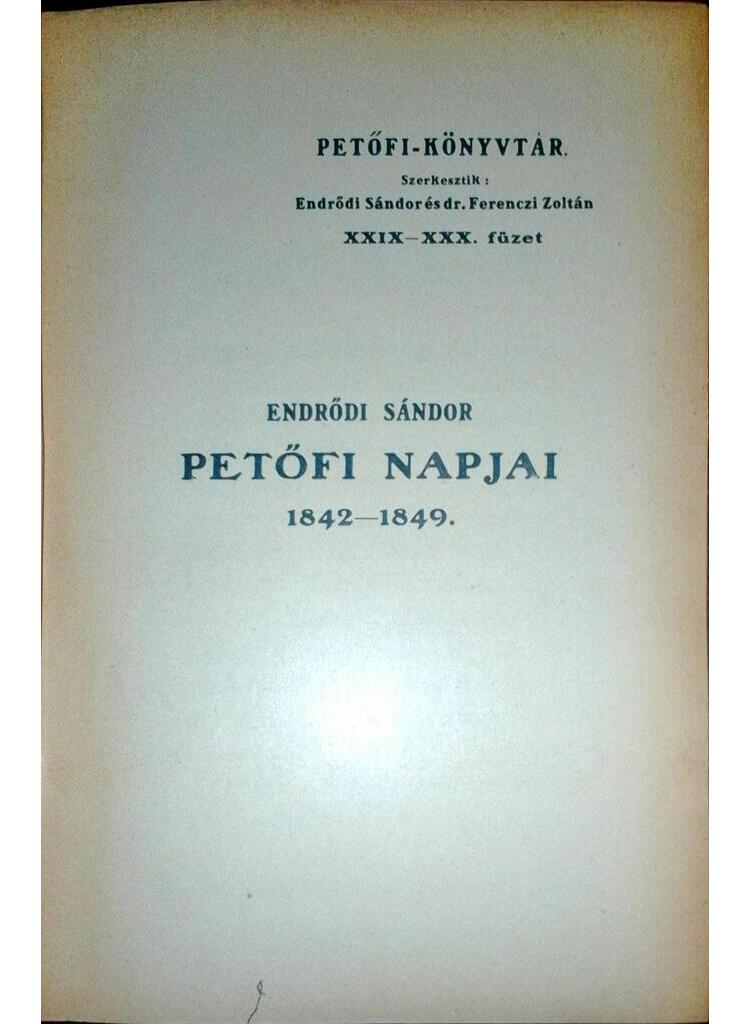 PETŐFI-KÖNYVTÁR.
Szerkesztik :
Endrődi Sándor és dr. Ferenczi Zoltán
XXIX—XXX. füzet
ENDRŐDI SÁNDOR
PETŐFI NAPJAI
1842—1849.